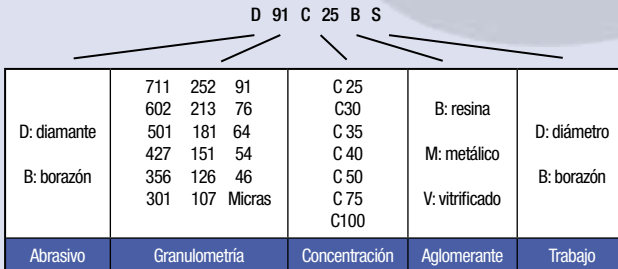 D 91 C 25 B S
D: diamante
B: borazón
711 252 91
602 213 76
501 181 64
427 151 54
356 126 46
301 107 Micras
C 25
C30
C 35
C 40
C 50
C 75
C100
B: resina
M: metálico
V: vitrificado
D: diámetro
B: borazón
Abrasivo Granulometría Concentración Aglomerante Trabajo